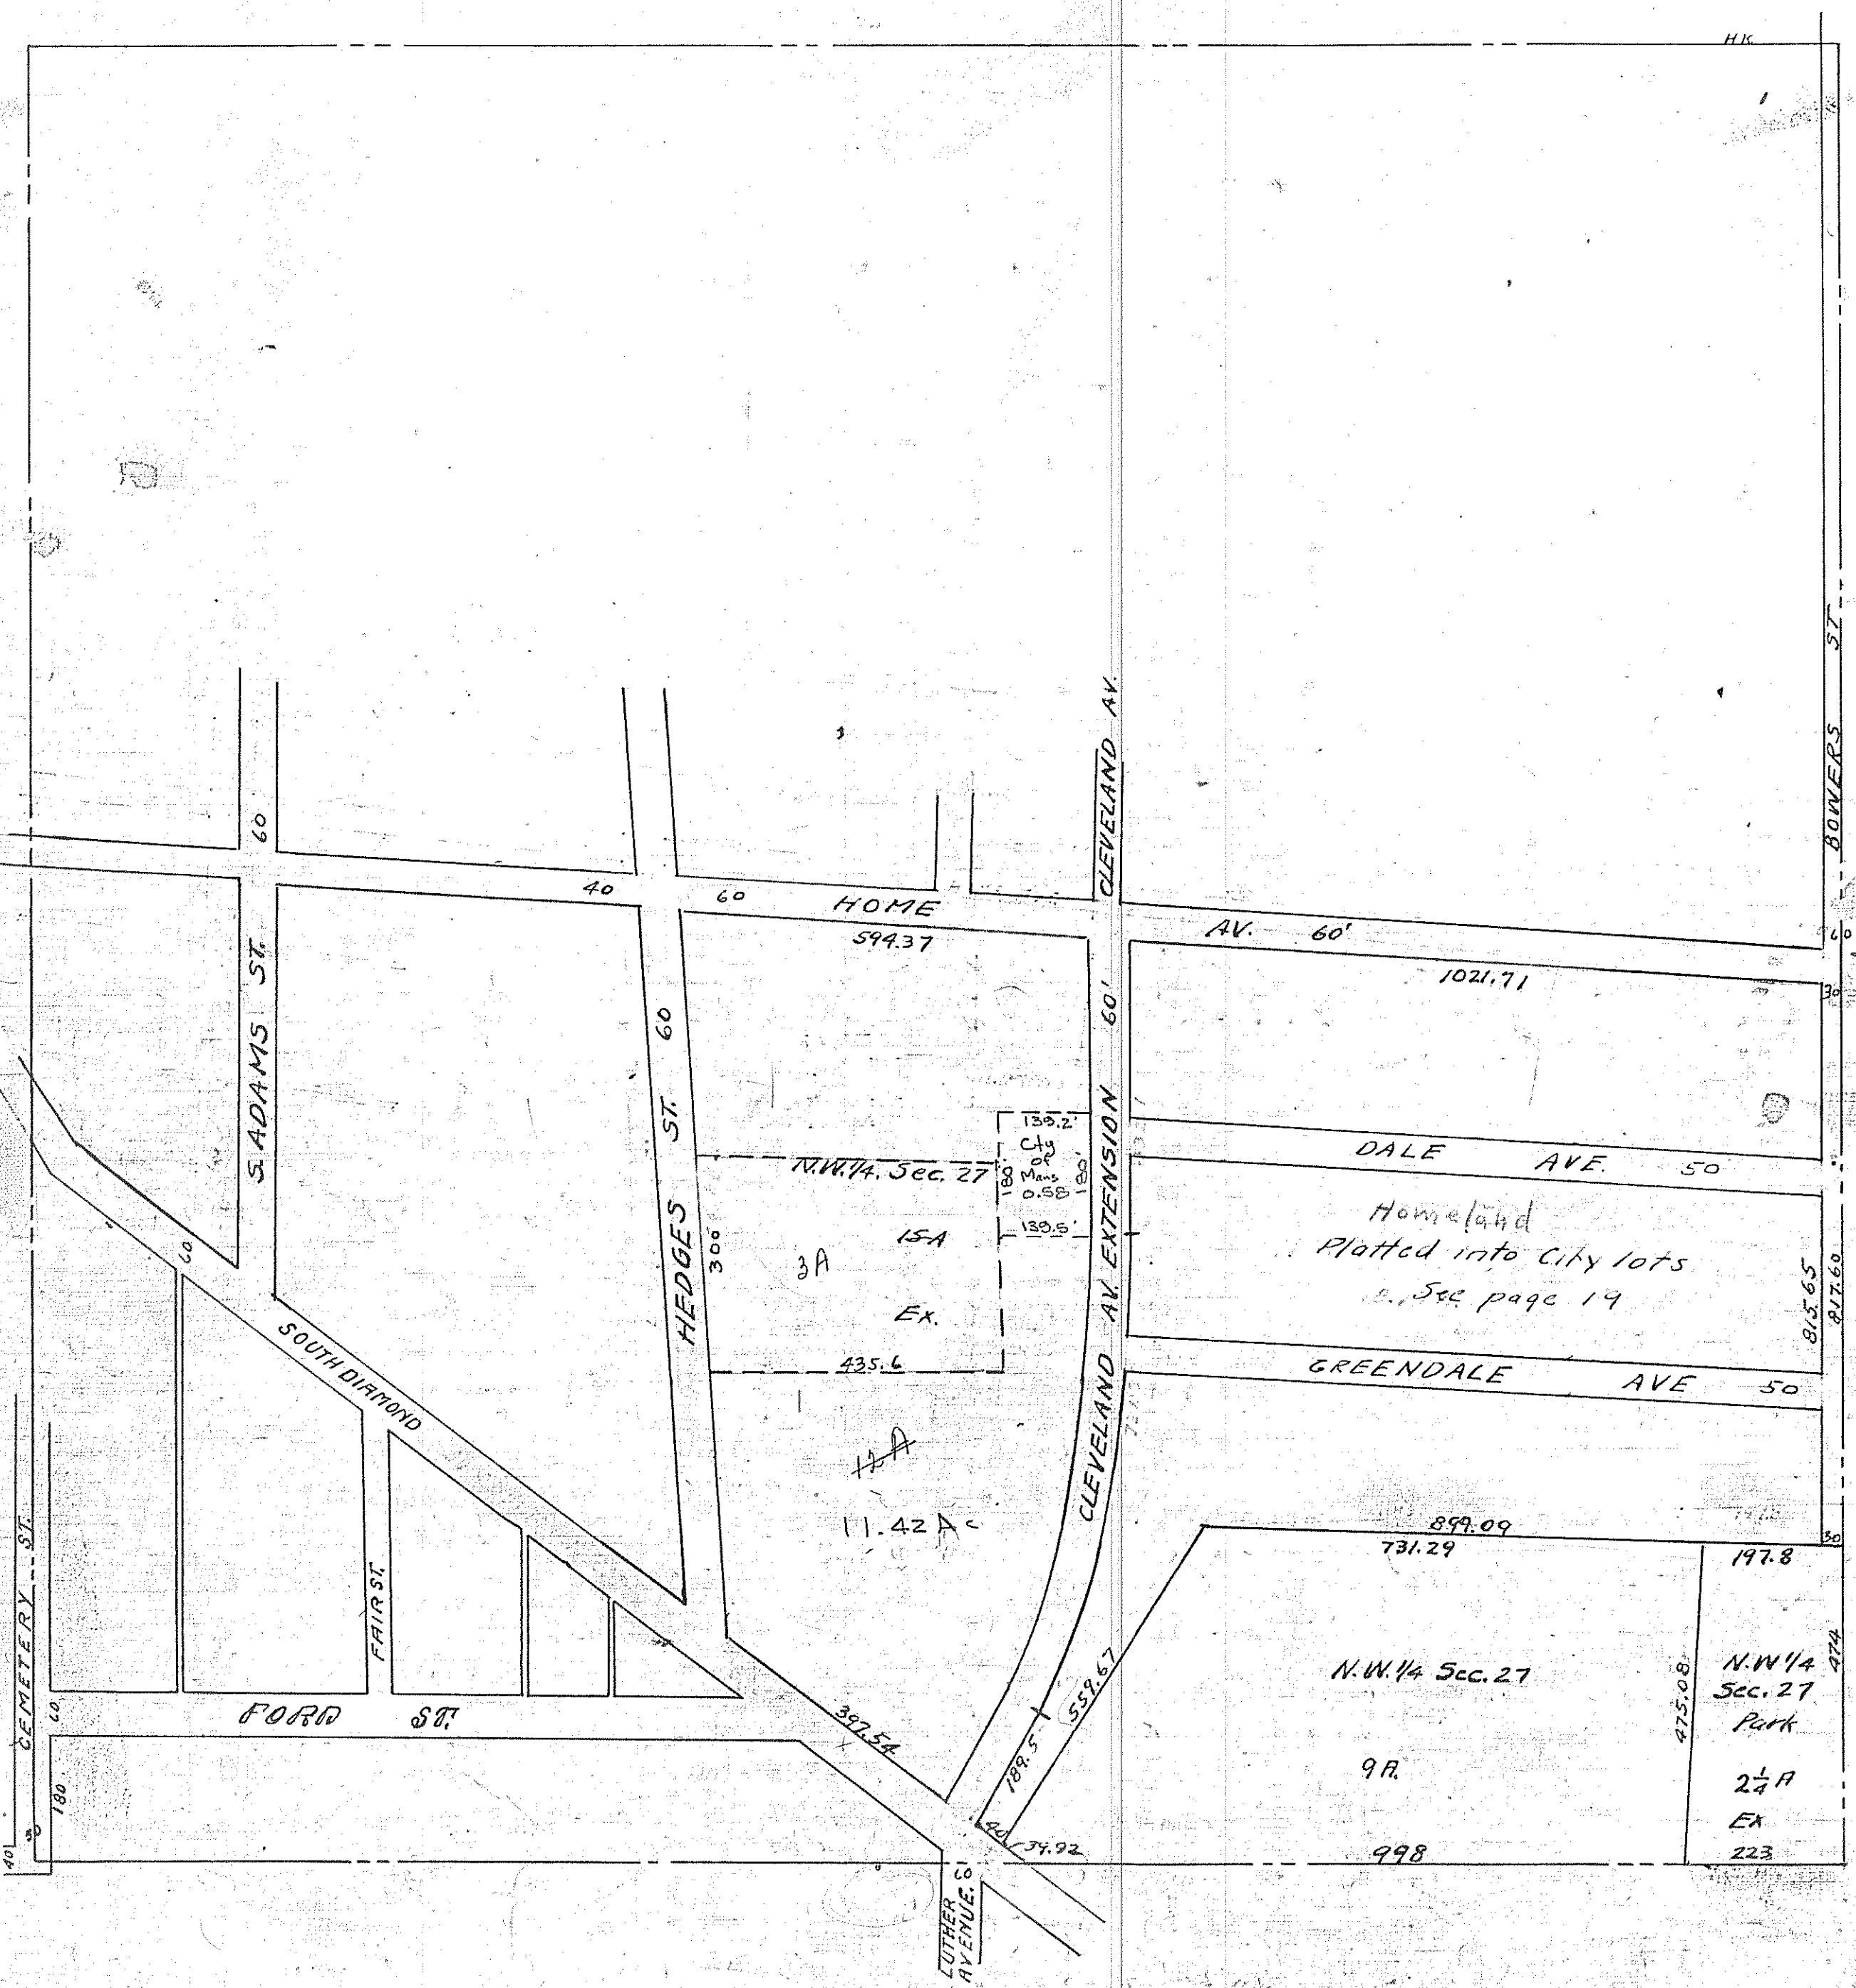 H.K.
BOWERS ST
CLEVELAND AV.
60
40
60
HOME
AV. 60'
594.37
1021.71
60
30
S. ADAMS ST.
HEDGES ST. 60
300'
CLEVELAND AV. EXTENSION 60'
139.2'
City
of
Mans
0.58
80'
80'
139.5'
N.W. 1/4. Sec. 27
15A
3A
Ex.
435.6
12A
11.42 Ac
DALE AVE. 50
Homeland
Platted into City lots
See page 19
815.65
817.60
GREENDALE AVE 50
60
SOUTH DIAMOND
FAIR ST.
CEMETERY ST.
60
FORD ST.
180
30
40
397.54
189.5
559.67
40
34.92
60
LUTHER
AVENUE
899.09
731.29
30
197.8
N.W. 1/4 Sec. 27
9 A.
998
475.08
474
N.W 1/4
Sec. 27
Park
2 1/4 A
Ex
223